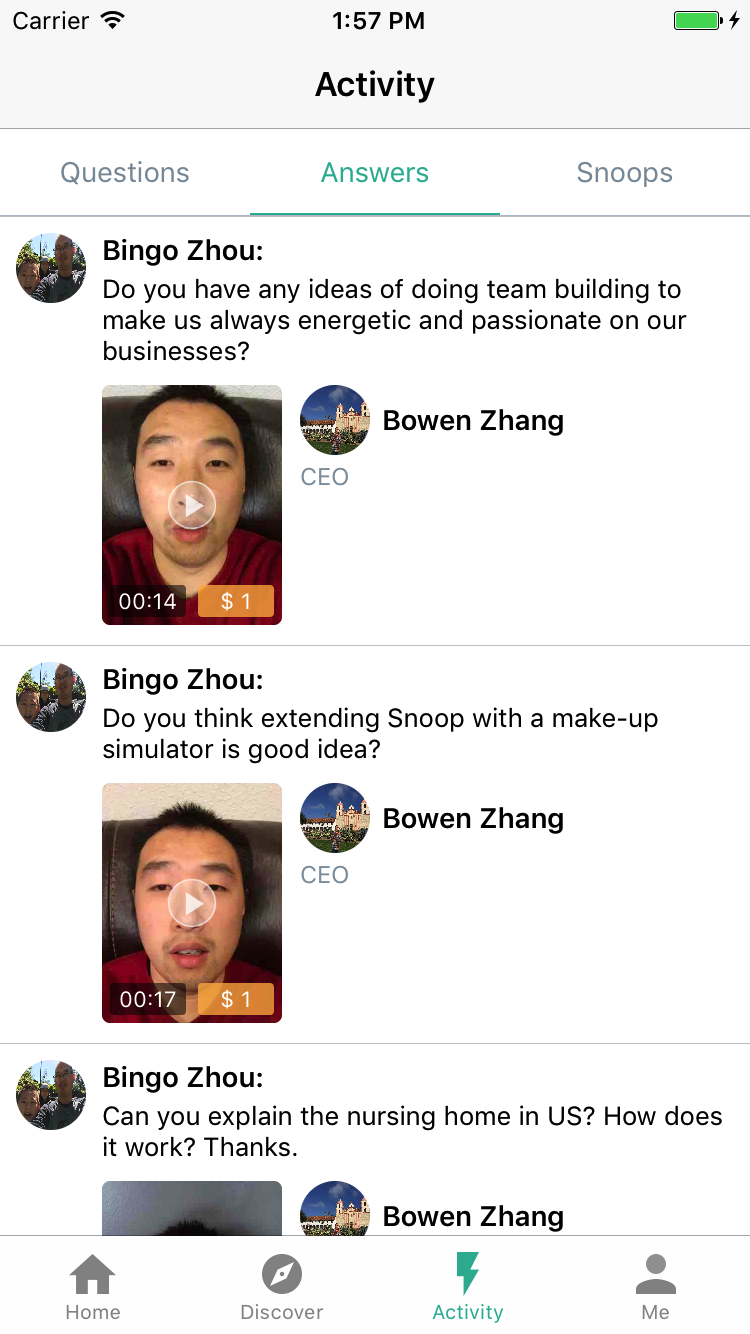 Carrier 1:57 PM
Activity
Questions Answers Snoops
Bingo Zhou:
Do you have any ideas of doing team building to
make us always energetic and passionate on our
businesses?
Bowen Zhang
CEO
00:14 $ 1
Bingo Zhou:
Do you think extending Snoop with a make-up
simulator is good idea?
Bowen Zhang
CEO
00:17 $ 1
Bingo Zhou:
Can you explain the nursing home in US? How does
it work? Thanks.
Bowen Zhang
Home Discover Activity Me